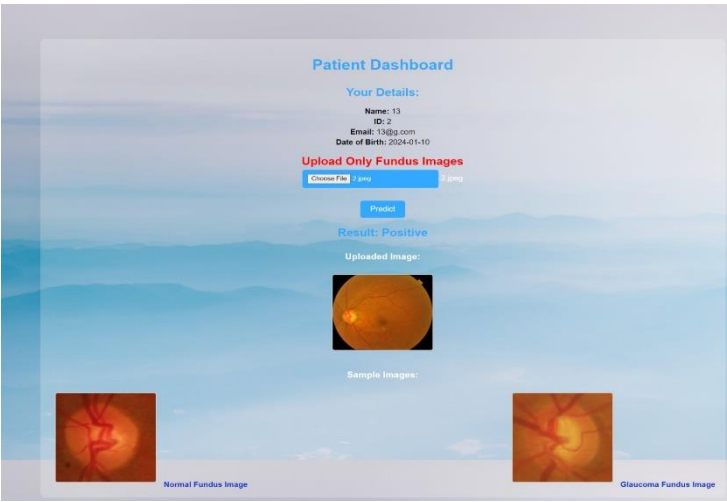 Patient Dashboard
Your Details:
Name: 13
ID: 2
Email: 13@g.com
Date of Birth: 2024-01-10
Upload Only Fundus Images
Choose File 2.jpeg 2.jpeg
Predict
Result: Positive
Uploaded Image:
Sample Images:
Normal Fundus Image
Glaucoma Fundus Image